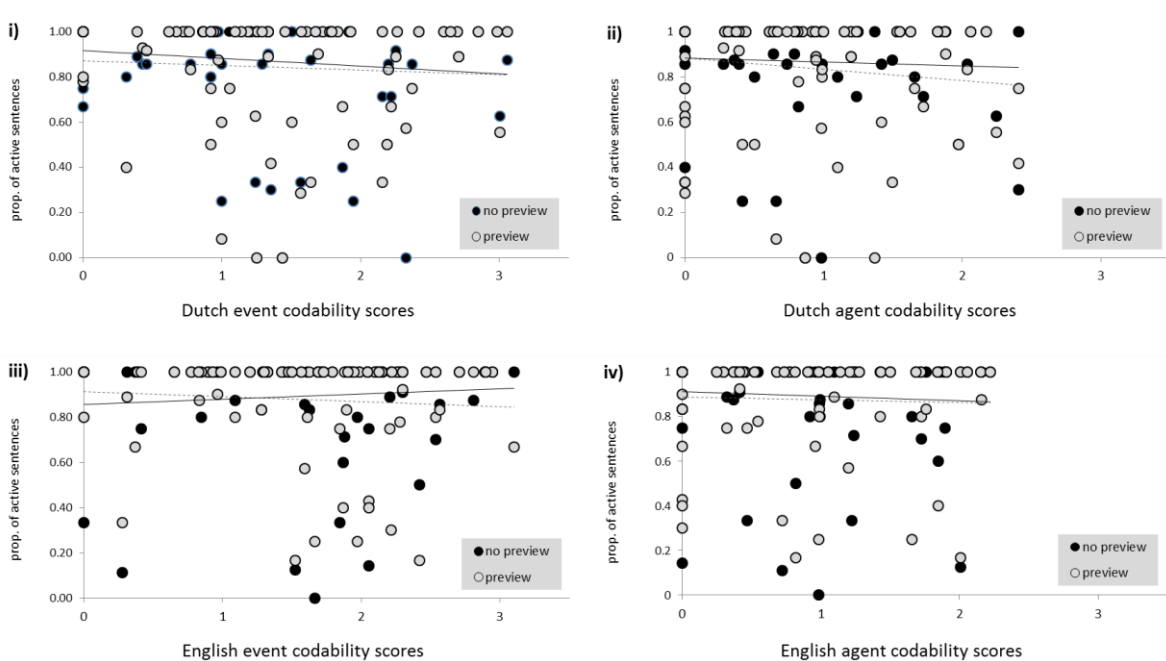 i)
prop. of active sentences
1.00
0.80
0.60
0.40
0.20
0.00
0 1 2 3
no preview
preview
Dutch event codability scores
ii)
prop. of active sentences
1.00
0.80
0.60
0.4
0.2
0
0 1 2 3
no preview
preview
Dutch agent codability scores
iii)
prop. of active sentences
1.00
0.80
0.60
0.40
0.20
0.00
0 1 2 3
no preview
preview
English event codability scores
iv)
prop. of active sentences
1.00
0.8
0.6
0.4
0.2
0
0 1 2 3
no preview
preview
English agent codability scores